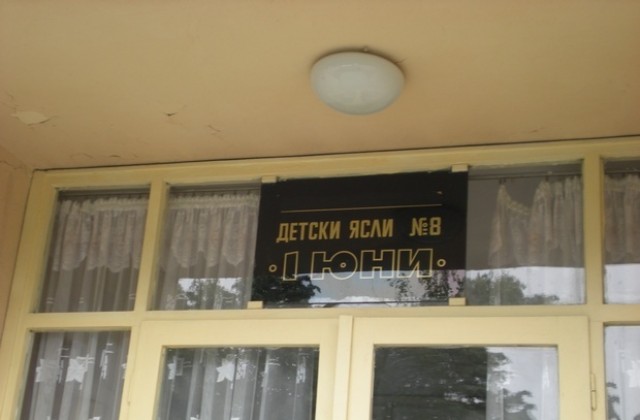 ДЕТСКИ ЯСЛИ №8
· 1 ЮНИ ·